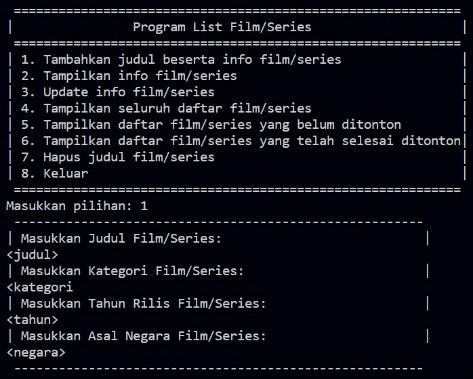 =========================================================
| Program List Film/Series |
=========================================================
| 1. Tambahkan judul beserta info film/series |
| 2. Tampilkan info film/series |
| 3. Update info film/series |
| 4. Tampilkan seluruh daftar film/series |
| 5. Tampilkan daftar film/series yang belum ditonton |
| 6. Tampilkan daftar film/series yang telah selesai ditonton|
| 7. Hapus judul film/series |
| 8. Keluar |
=========================================================
Masukkan pilihan: 1
----------------------------------------------------
| Masukkan Judul Film/Series: |
<judul>
| Masukkan Kategori Film/Series: |
<kategori
| Masukkan Tahun Rilis Film/Series: |
<tahun>
| Masukkan Asal Negara Film/Series: |
<negara>
----------------------------------------------------